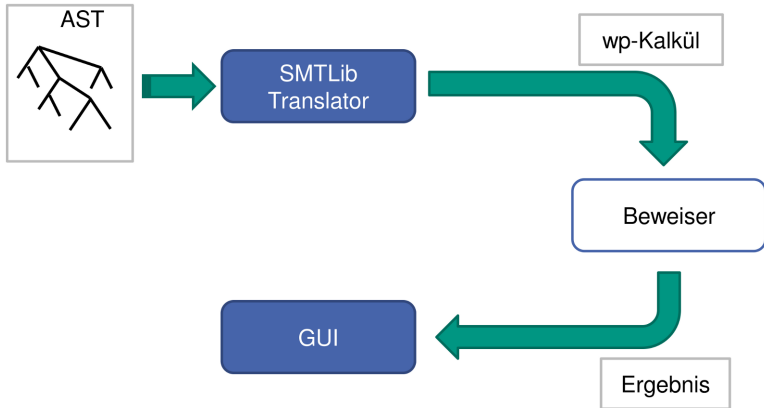 AST
SMTLib
Translator
wp-Kalkül
Beweiser
GUI
Ergebnis